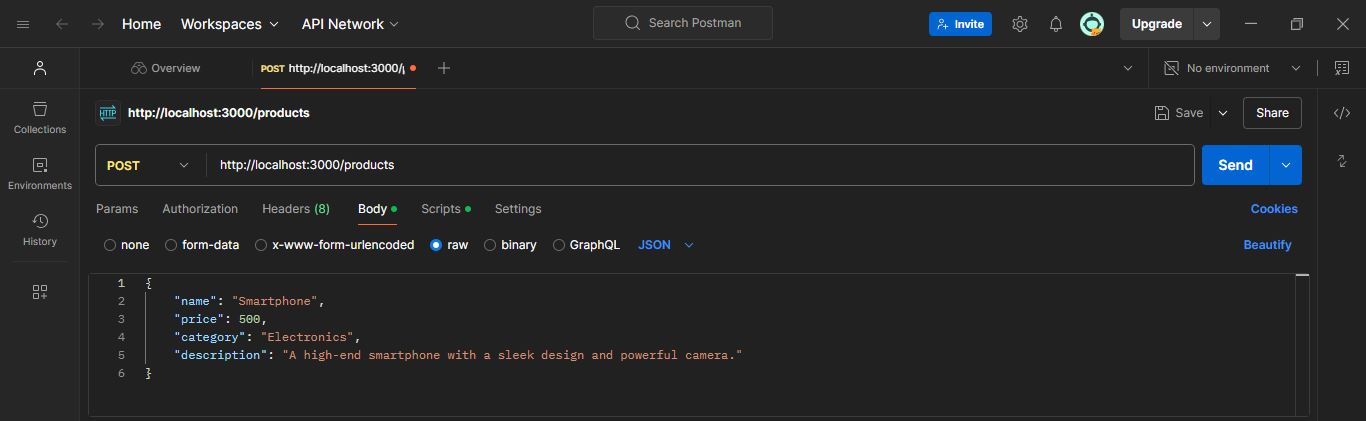 Home Workspaces API Network Search Postman Invite Upgrade
Overview POST http://localhost:3000/ No environment
HTTP http://localhost:3000/products Save Share
Collections
POST http://localhost:3000/products Send
Environments
Params Authorization Headers (8) Body Scripts Settings Cookies
History
none form-data x-www-form-urlencoded raw binary GraphQL JSON Beautify
1 {
2 "name": "Smartphone",
3 "price": 500,
4 "category": "Electronics",
5 "description": "A high-end smartphone with a sleek design and powerful camera."
6 }